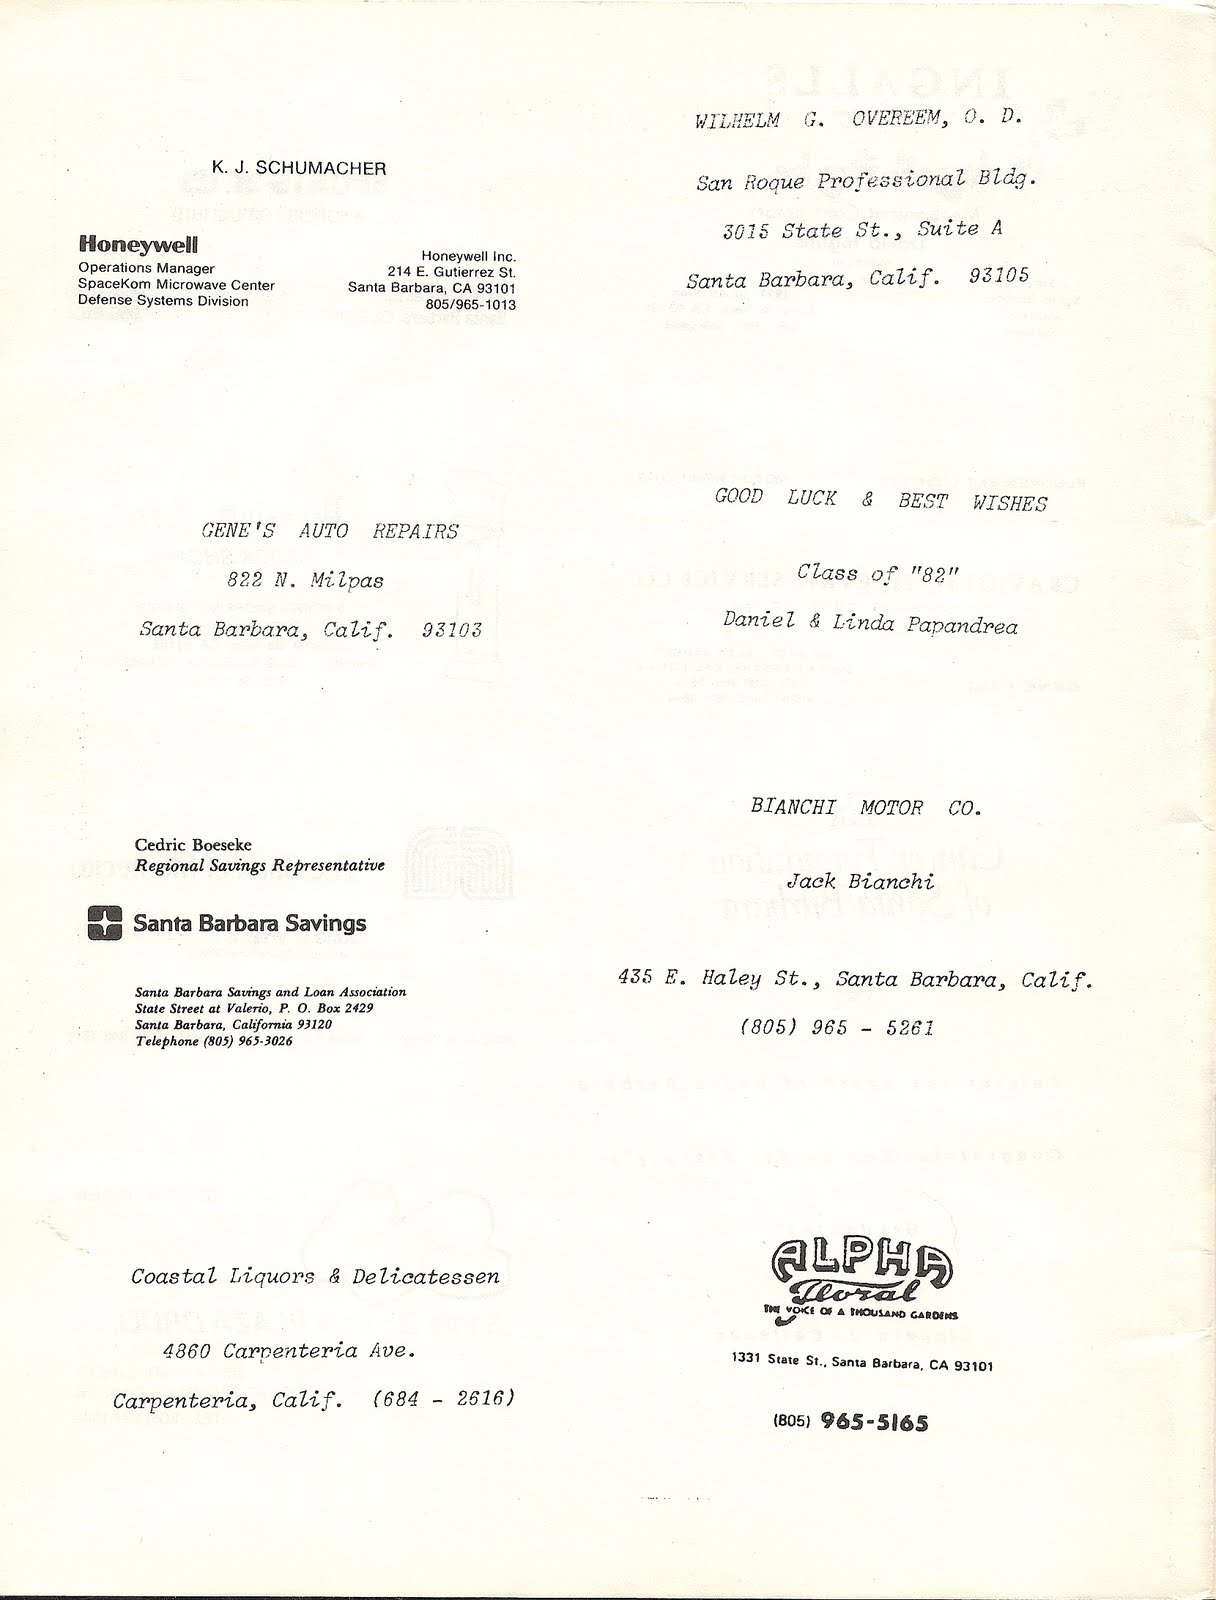 K. J. SCHUMACHER
Honeywell
Operations Manager
SpaceKom Microwave Center
Defense Systems Division
Honeywell Inc.
214 E. Gutierrez St.
Santa Barbara, CA 93101
805/965-1013
WILHELM G. OVEREEM, O. D.
San Roque Professional Bldg.
3015 State St., Suite A
Santa Barbara, Calif. 93105
GENE'S AUTO REPAIRS
822 N. Milpas
Santa Barbara, Calif. 93103
GOOD LUCK & BEST WISHES
Class of "82"
Daniel & Linda Papandrea
Cedric Boeseke
Regional Savings Representative
Santa Barbara Savings
Santa Barbara Savings and Loan Association
State Street at Valerio, P. O. Box 2429
Santa Barbara, California 93120
Telephone (805) 965-3026
BIANCHI MOTOR CO.
Jack Bianchi
435 E. Haley St., Santa Barbara, Calif.
(805) 965 - 5261
Coastal Liquors & Delicatessen
4860 Carpenteria Ave.
Carpenteria, Calif. (684 - 2616)
ALPHA
Floral
THE VOICE OF A THOUSAND GARDENS
1331 State St., Santa Barbara, CA 93101
(805) 965-5165